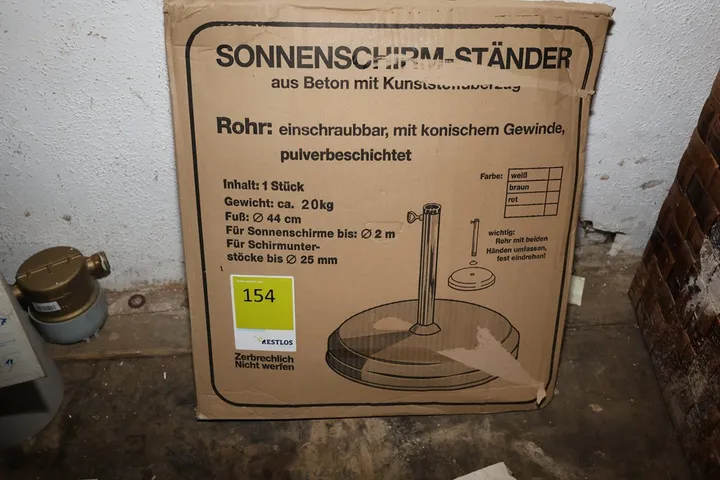 SONNENSCHIRM-STÄNDER
aus Beton mit Kunststoffüberzug
Rohr: einschraubbar, mit konischem Gewinde,
pulverbeschichtet
Inhalt: 1 Stück
Gewicht: ca. 20kg
Fuß: Ø 44 cm
Für Sonnenschirme bis: Ø 2 m
Für Schirmunter-
stöcke bis Ø 25 mm
Farbe:
weiß
braun
rot
wichtig:
Rohr mit beiden
Händen umfassen,
fest eindrehen!
154
RESTLOS
Zerbrechlich
Nicht werfen